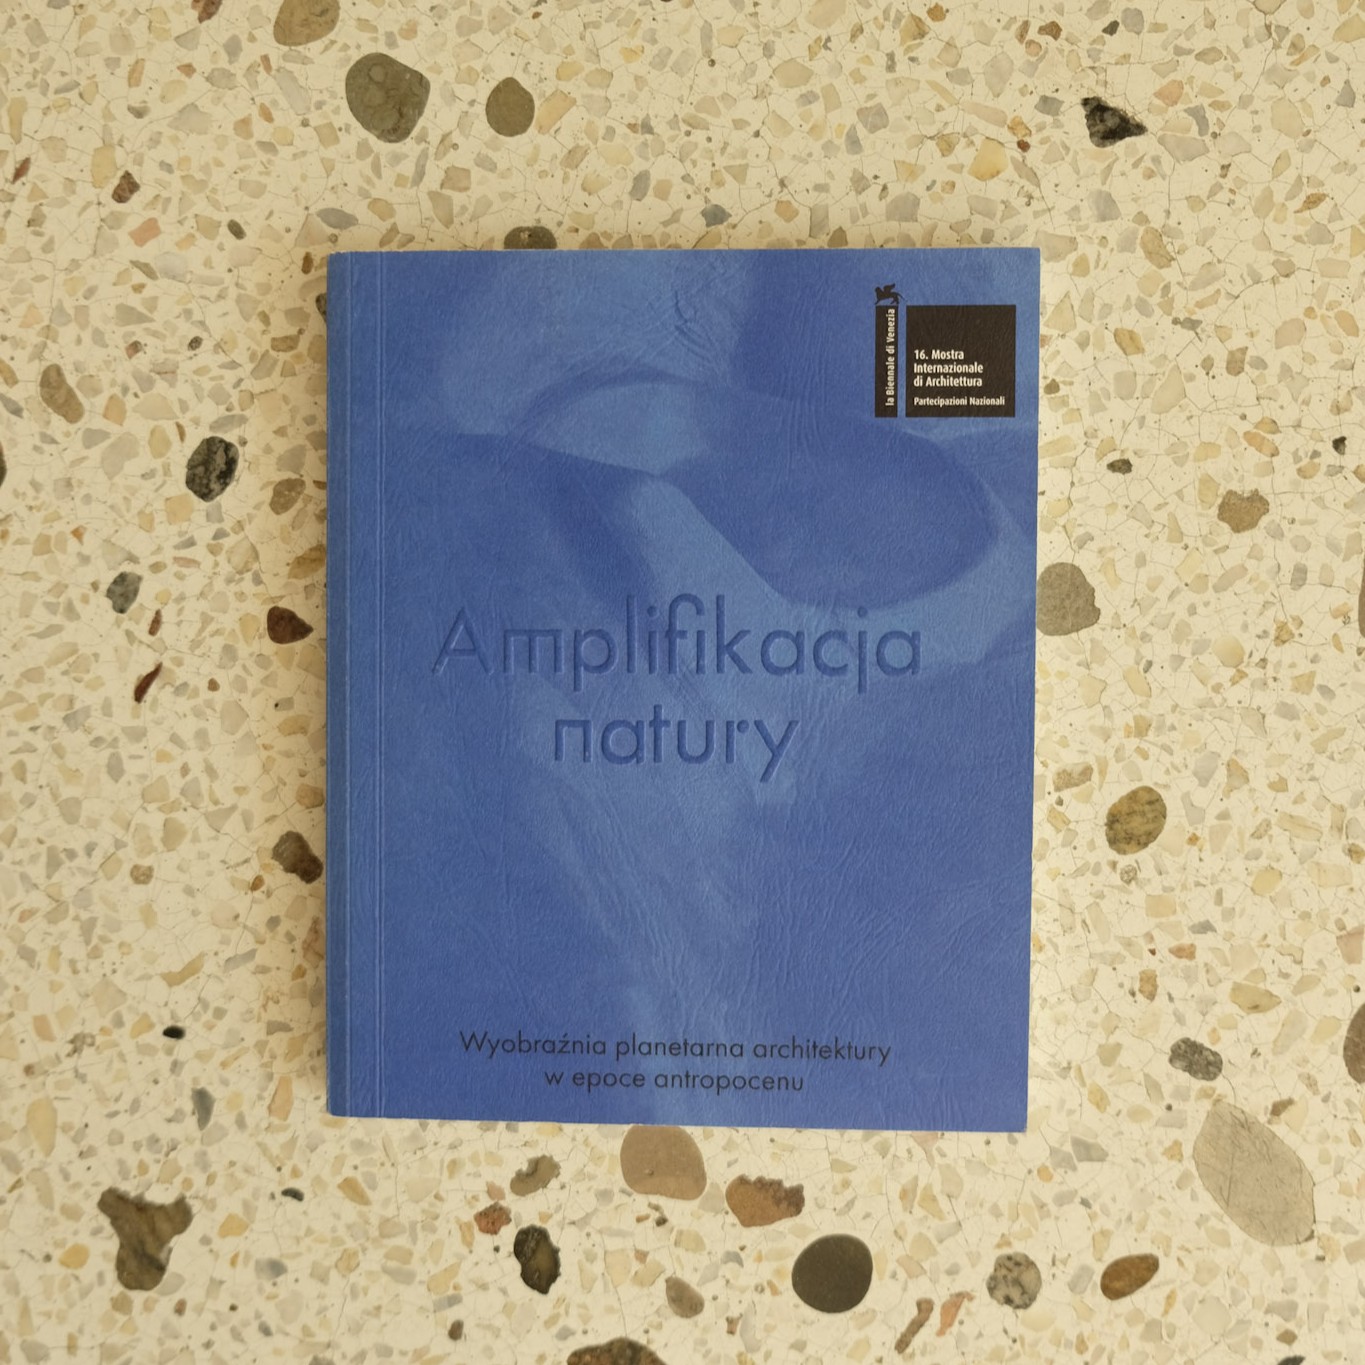 la Biennale di Venezia
16. Mostra
Internazionale
di Architettura
Partecipazioni Nazionali
Amplifikacja
natury
Wyobraźnia planetarna architektury
w epoce antropocenu